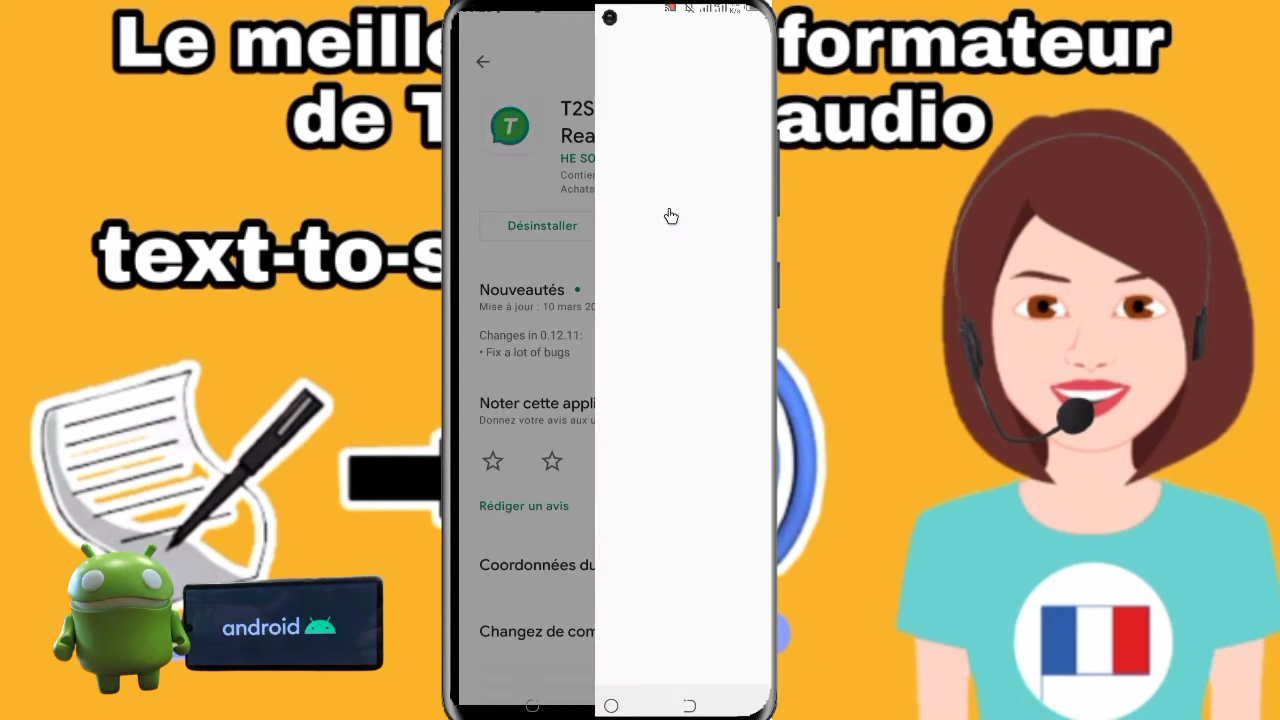 Le meille formateur
de T audio
text-to-s
T
T2S
Rea
HE SO
Contien
Achats
Désinstaller
Nouveautés •
Mise à jour : 10 mars 20
Changes in 0.12.11:
• Fix a lot of bugs
Noter cette appli
Donnez votre avis aux u
Rédiger un avis
Coordonnées du
Changez de com
android